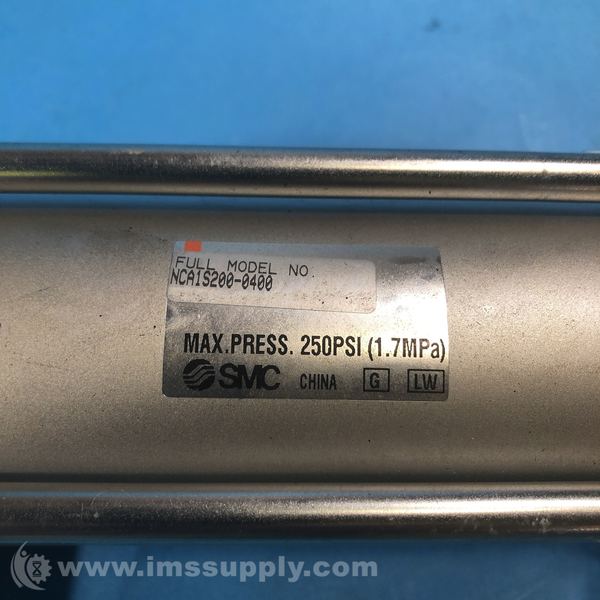 FULL MODEL NO.
NCA1S200-0400
MAX.PRESS. 250PSI (1.7MPa)
SMC CHINA G LW
www.imssupply.com